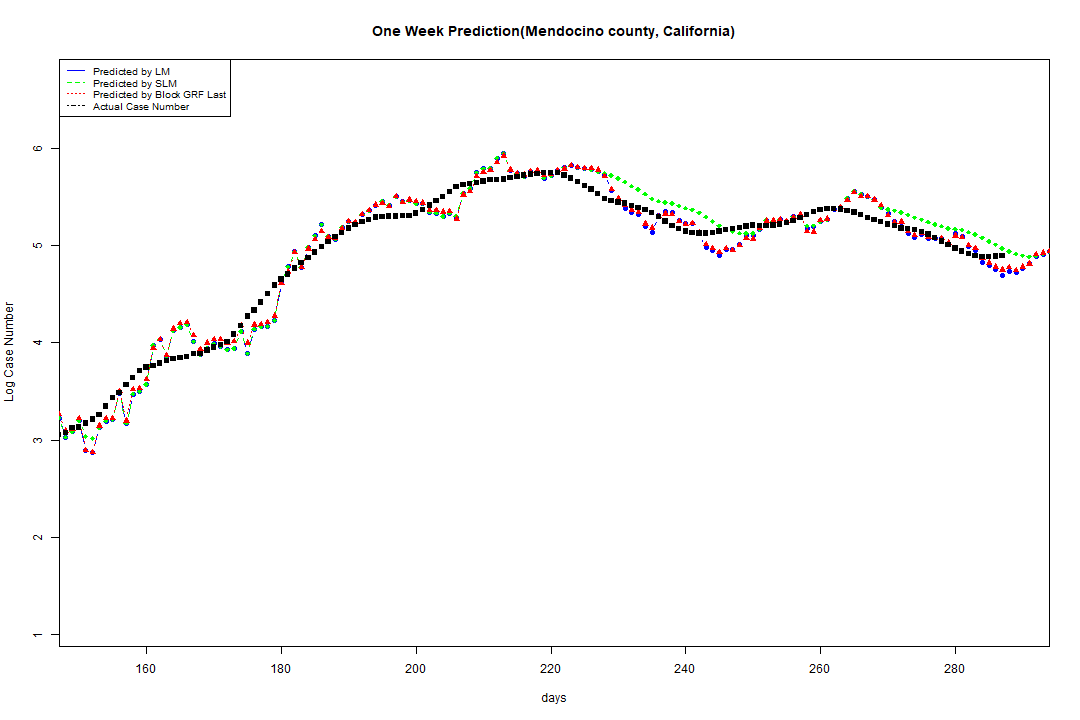 One Week Prediction(Mendocino county, California)
Predicted by LM
Predicted by SLM
Predicted by Block GRF Last
Actual Case Number
6
5
4
3
2
1
Log Case Number
160 180 200 220 240 260 280
days